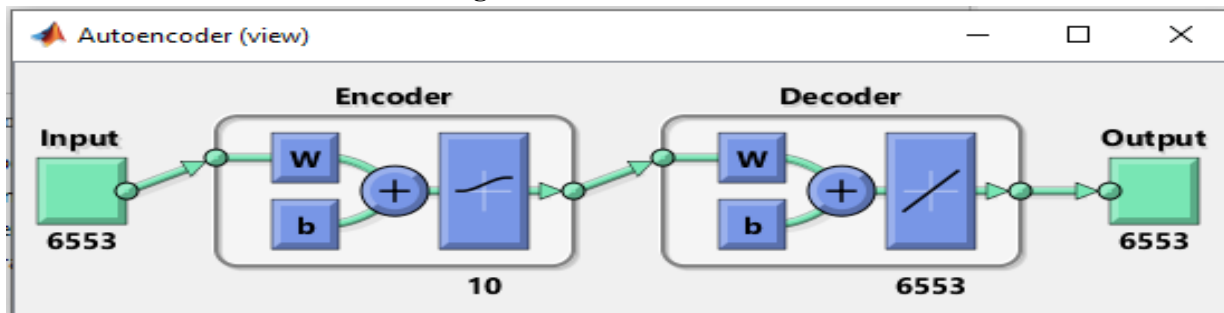 Autoencoder (view)
Encoder
Decoder
Input
Output
W
W
b
b
6553
10
6553
6553